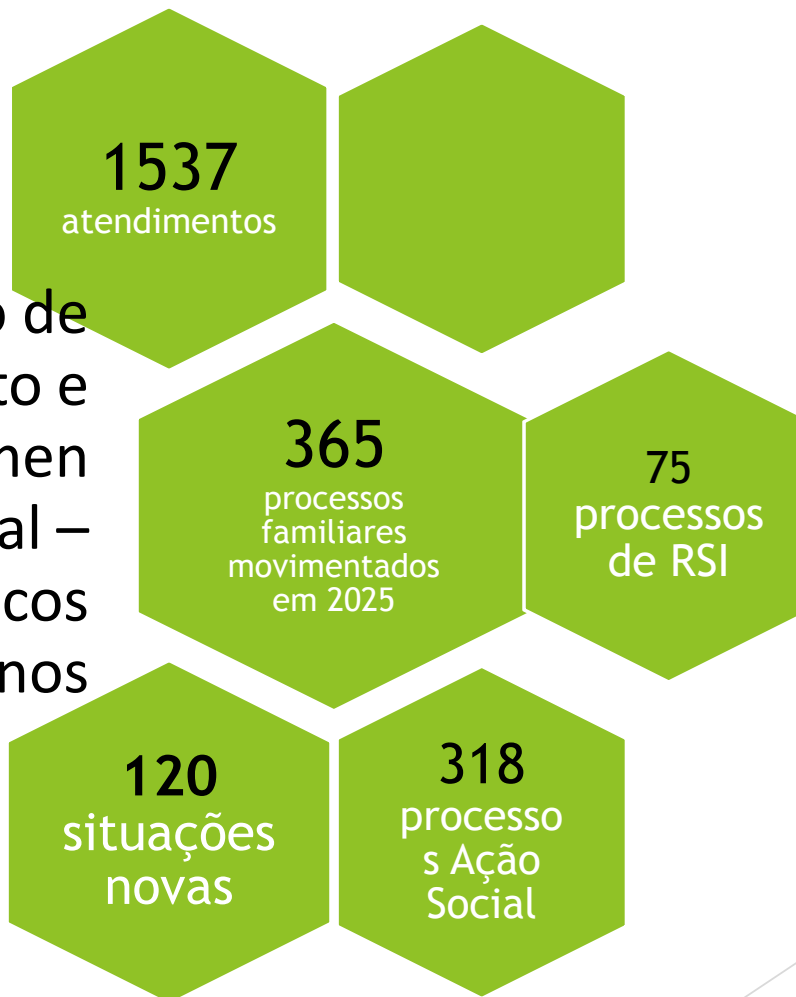 1537
atendimentos
o de
to e
men
al –
cos
nos
365
processos
familiares
movimentados
em 2025
75
processos
de RSI
120
situações
novas
318
processo
s Ação
Social